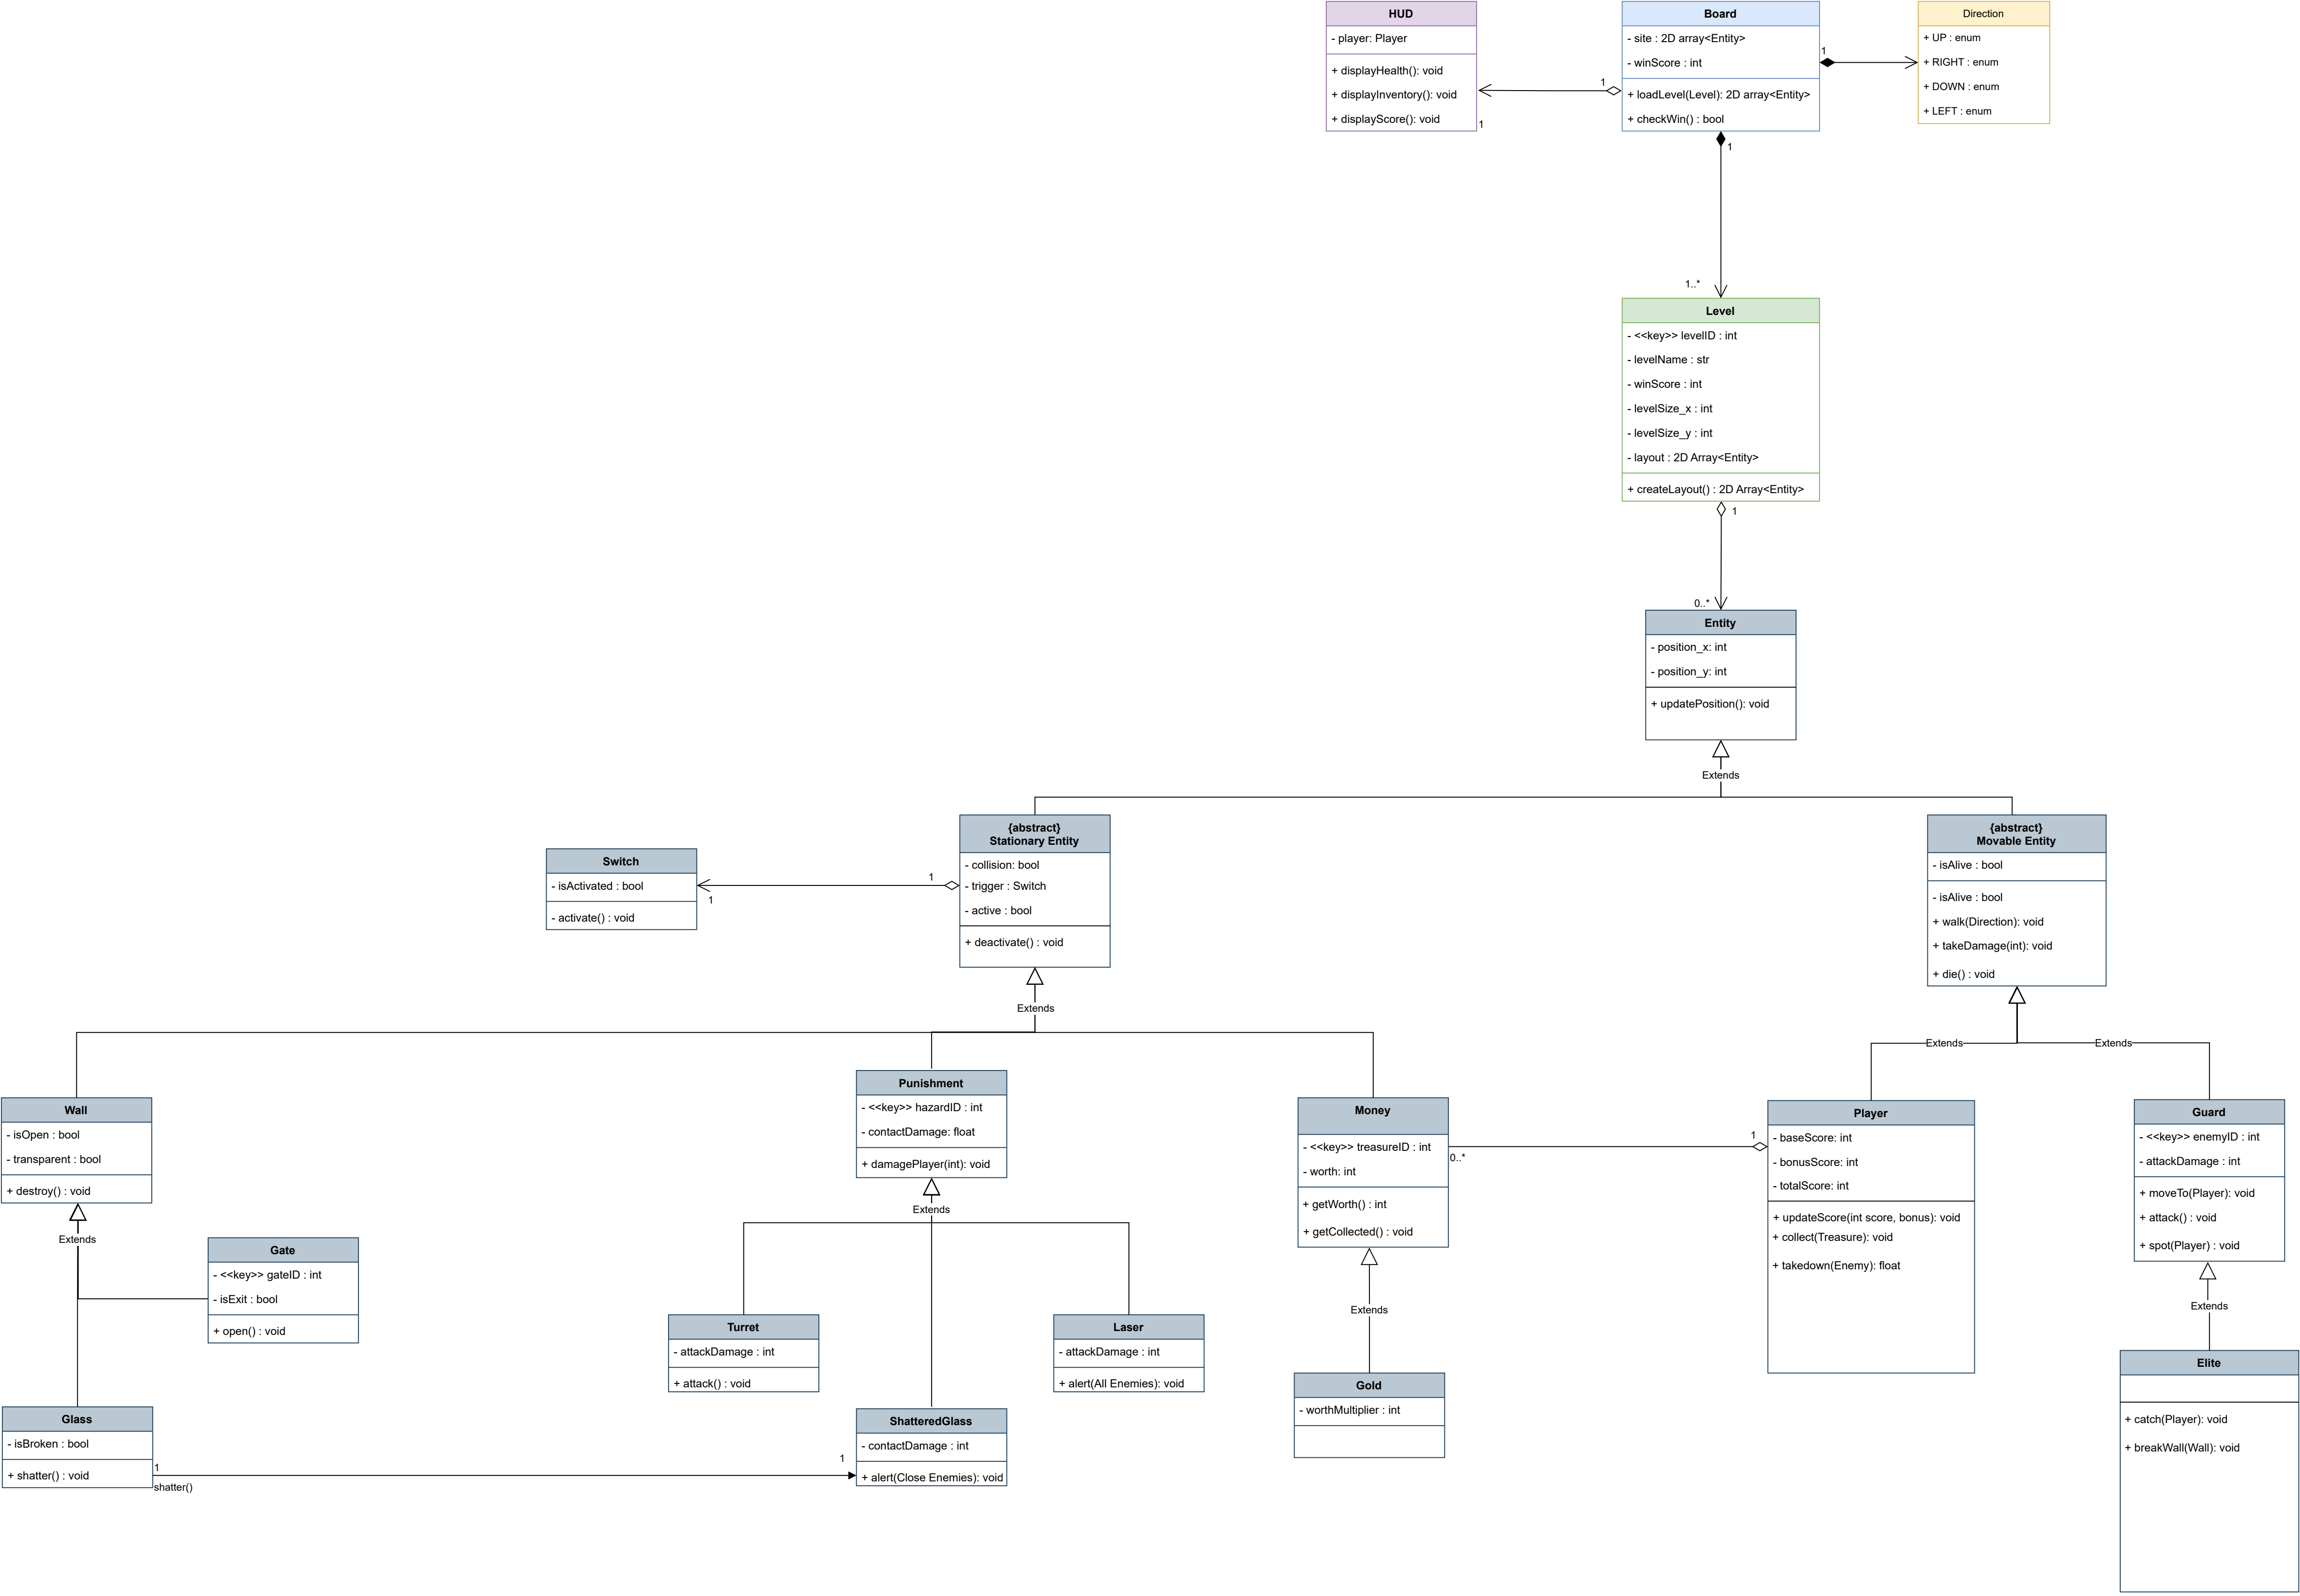 HUD
- player: Player
+ displayHealth(): void
+ displayInventory(): void
+ displayScore(): void
1
1
Board
- site : 2D array<Entity>
- winScore : int
+ loadLevel(Level): 2D array<Entity>
+ checkWin() : bool
1
1
Direction
+ UP : enum
+ RIGHT : enum
+ DOWN : enum
+ LEFT : enum
1..*
Level
- <<key>> levelID : int
- levelName : str
- winScore : int
- levelSize_x : int
- levelSize_y : int
- layout : 2D Array<Entity>
+ createLayout() : 2D Array<Entity>
1
0..*
Entity
- position_x: int
- position_y: int
+ updatePosition(): void
Extends
Switch
- isActivated : bool
- activate() : void
1
1
{abstract}
Stationary Entity
- collision: bool
- trigger : Switch
- active : bool
+ deactivate() : void
Extends
{abstract}
Movable Entity
- isAlive : bool
- isAlive : bool
+ walk(Direction): void
+ takeDamage(int): void
+ die() : void
Extends
Extends
Wall
- isOpen : bool
- transparent : bool
+ destroy() : void
Extends
Punishment
- <<key>> hazardID : int
- contactDamage: float
+ damagePlayer(int): void
Extends
Money
- <<key>> treasureID : int
- worth: int
+ getWorth() : int
+ getCollected() : void
0..*
1
Player
- baseScore: int
- bonusScore: int
- totalScore: int
+ updateScore(int score, bonus): void
+ collect(Treasure): void
+ takedown(Enemy): float
Guard
- <<key>> enemyID : int
- attackDamage : int
+ moveTo(Player): void
+ attack() : void
+ spot(Player) : void
Gate
- <<key>> gateID : int
- isExit : bool
+ open() : void
Turret
- attackDamage : int
+ attack() : void
Laser
- attackDamage : int
+ alert(All Enemies): void
Extends
Extends
Glass
- isBroken : bool
+ shatter() : void
1
shatter()
1
ShatteredGlass
- contactDamage : int
+ alert(Close Enemies): void
Gold
- worthMultiplier : int
Elite
+ catch(Player): void
+ breakWall(Wall): void